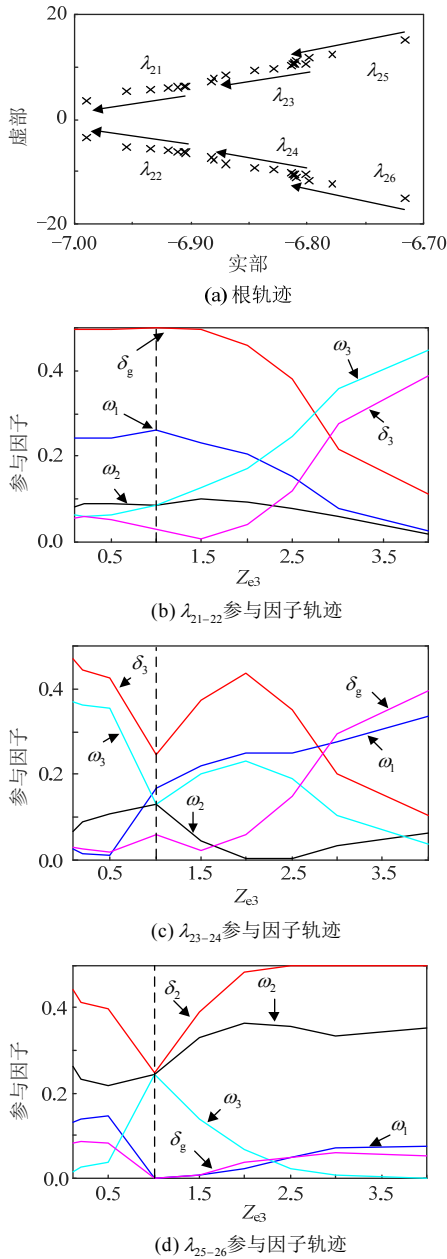 20
λ21
λ25
虚部
0
λ23
λ24
λ22
λ26
−20
−7.00
−6.90
−6.80
−6.70
实部
(a) 根轨迹
δg
ω3
0.4
参与因子
ω1
δ3
0.2
ω2
0.0
0.5
1.5
2.5
3.5
Ze3
(b) λ21−22参与因子轨迹
δ3
δg
0.4
ω3
参与因子
ω1
0.2
ω2
0.0
0.5
1.5
2.5
3.5
Ze3
(c) λ23−24参与因子轨迹
δ2
ω2
0.4
参与因子
ω3
0.2
δg
ω1
0.0
0.5
1.5
2.5
3.5
Ze3
(d) λ25−26参与因子轨迹